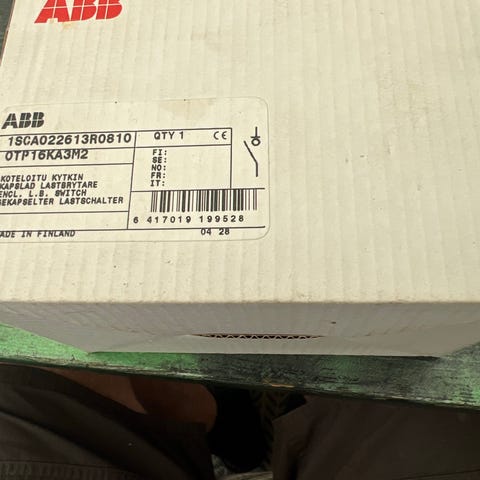 ABB
ABB
1SCA022613R0810
QTY 1 CE
OTP16KA3M2
FI:
SE:
NO:
FR:
IT:
KOTELOITU KYTKIN
KAPSLAD LASTBRYTARE
ENCL. L.B. SWITCH
GEKAPSELTER LASTSCHALTER
6 417019 199528
MADE IN FINLAND
04 28